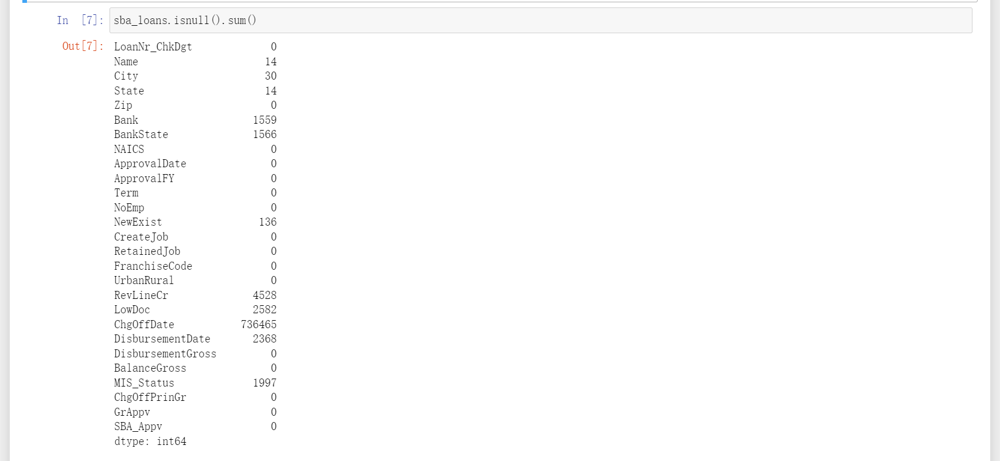 In [7]: sba_loans.isnull().sum()
Out[7]: LoanNr_ChkDgt 0
Name 14
City 30
State 14
Zip 0
Bank 1559
BankState 1566
NAICS 0
ApprovalDate 0
ApprovalFY 0
Term 0
NoEmp 0
NewExist 136
CreateJob 0
RetainedJob 0
FranchiseCode 0
UrbanRural 0
RevLineCr 4528
LowDoc 2582
ChgOffDate 736465
DisbursementDate 2368
DisbursementGross 0
BalanceGross 0
MIS_Status 1997
ChgOffPrinGr 0
GrAppv 0
SBA_Appv 0
dtype: int64